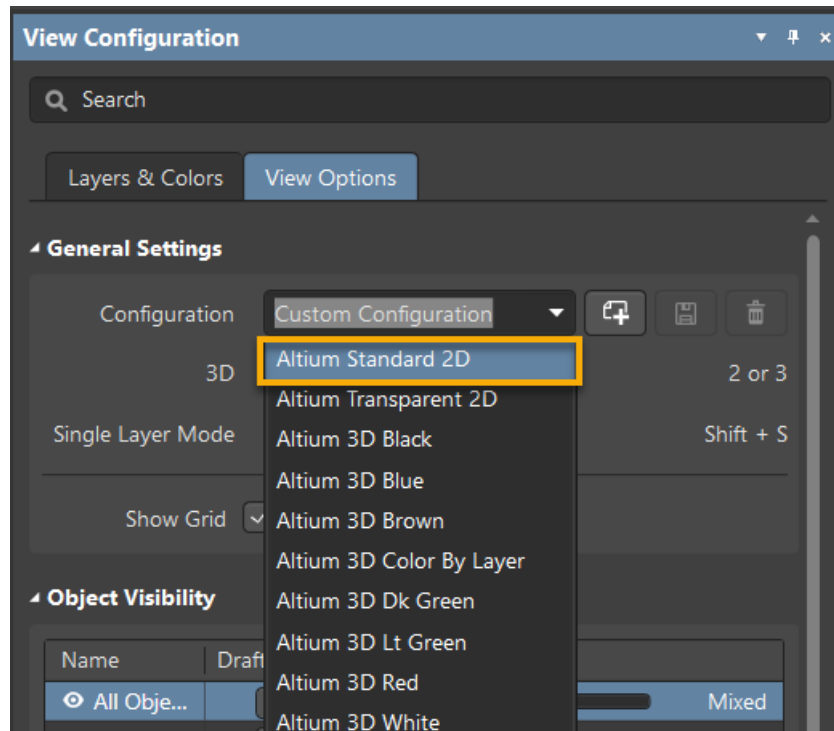 View Configuration
Search
Layers & Colors View Options
General Settings
Configuration Custom Configuration
Altium Standard 2D
3D 2 or 3
Altium Transparent 2D
Single Layer Mode Altium 3D Black Shift + S
Altium 3D Blue
Show Grid Altium 3D Brown
Altium 3D Color By Layer
Object Visibility Altium 3D Dk Green
Altium 3D Lt Green
Name Draft
Altium 3D Red
All Obje... Mixed
Altium 3D White